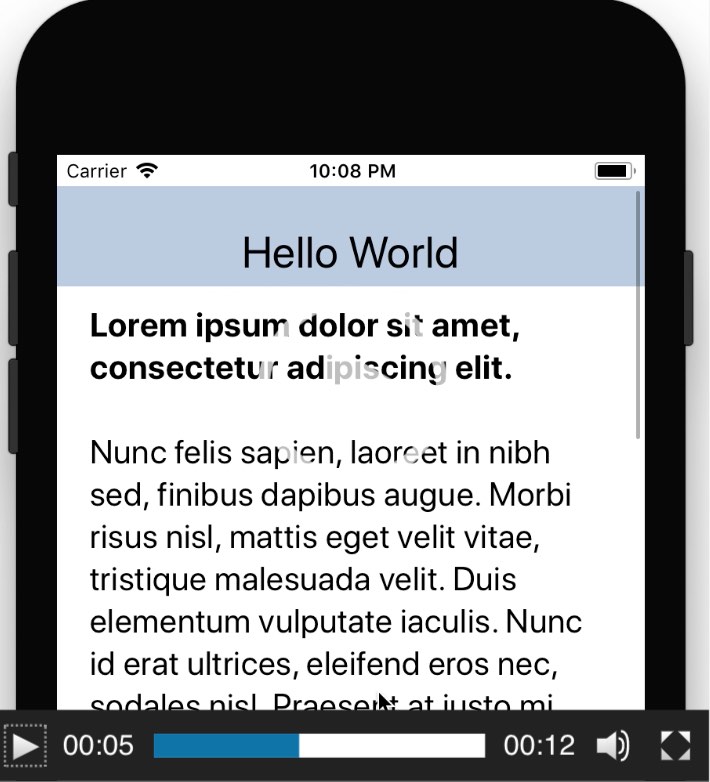 Carrier 10:08 PM
Hello World
Lorem ipsum dolor sit amet,
consectetur adipiscing elit.
Nunc felis sapien, laoreet in nibh
sed, finibus dapibus augue. Morbi
risus nisl, mattis eget velit vitae,
tristique malesuada velit. Duis
elementum vulputate iaculis. Nunc
id erat ultrices, eleifend eros nec,
sodales nisl. Praesent at justo mi
00:05 00:12